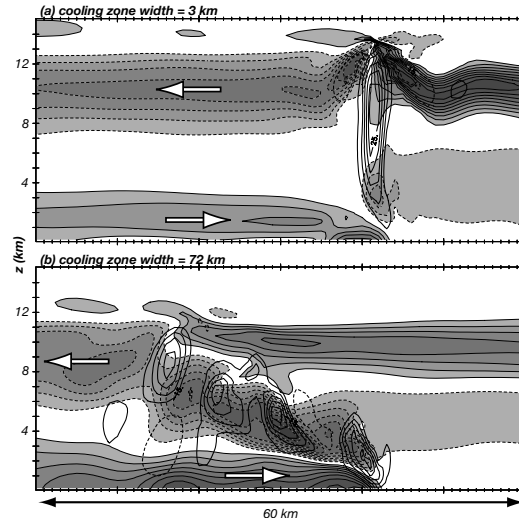 (a) cooling zone width = 3 km
12
8
4
25.
z (km)
(b) cooling zone width = 72 km
12
8
4
60 km